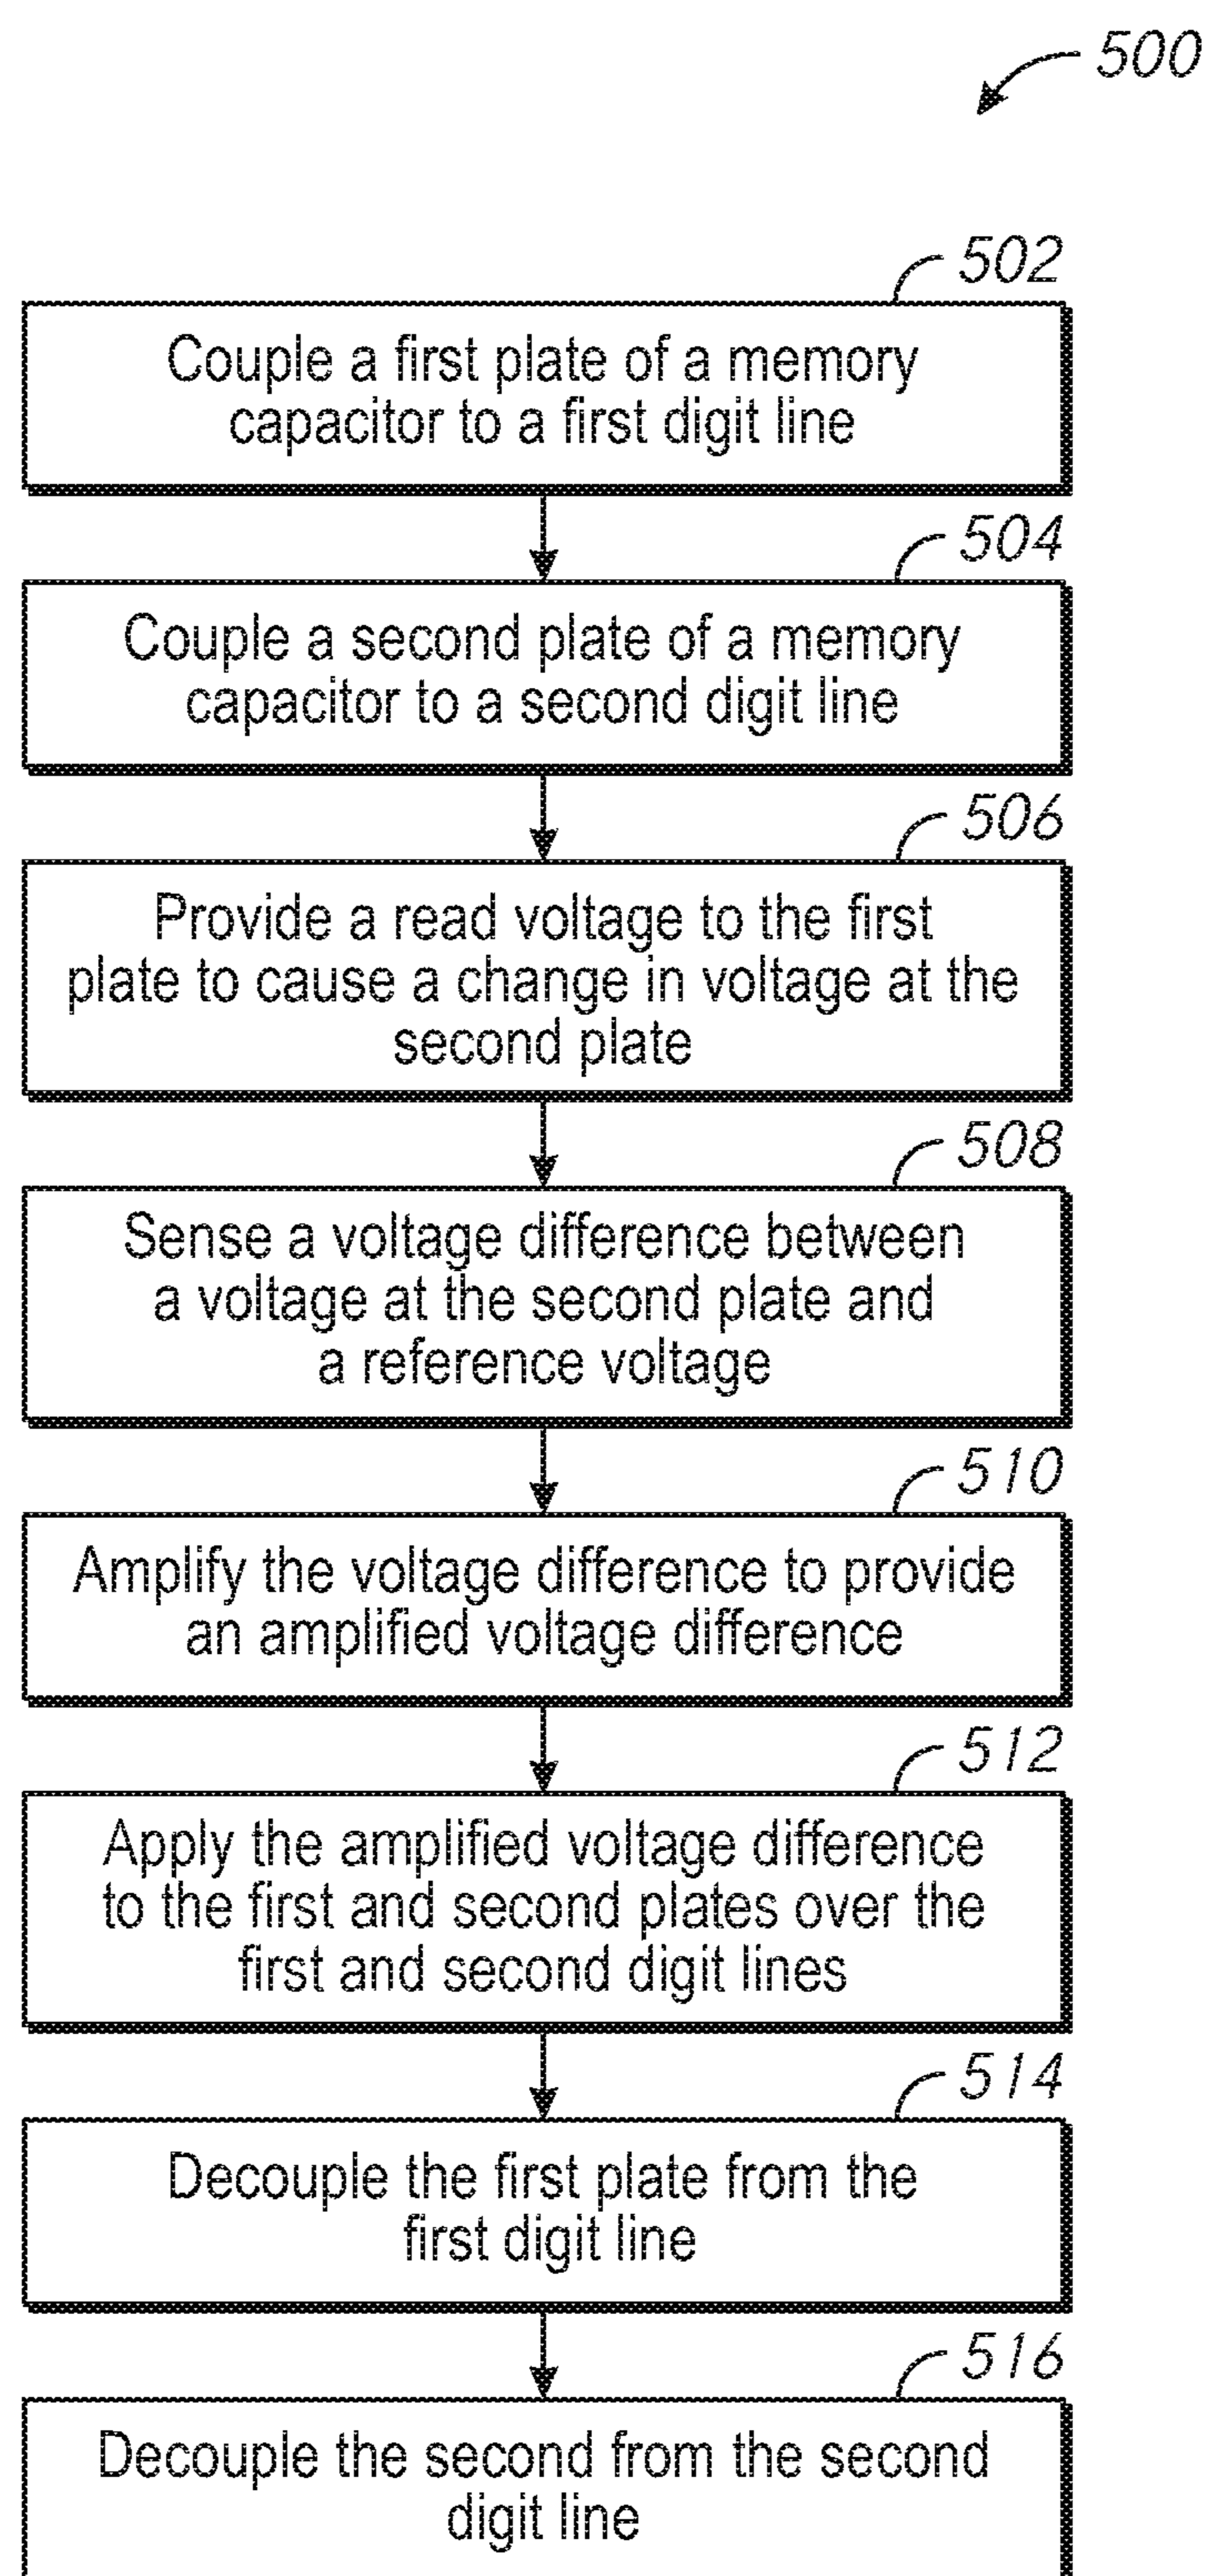 500
502
Couple a first plate of a memory
capacitor to a first digit line
504
Couple a second plate of a memory
capacitor to a second digit line
506
Provide a read voltage to the first
plate to cause a change in voltage at the
second plate
508
Sense a voltage difference between
a voltage at the second plate and
a reference voltage
510
Amplify the voltage difference to provide
an amplified voltage difference
512
Apply the amplified voltage difference
to the first and second plates over the
first and second digit lines
514
Decouple the first plate from the
first digit line
516
Decouple the second from the second
digit line